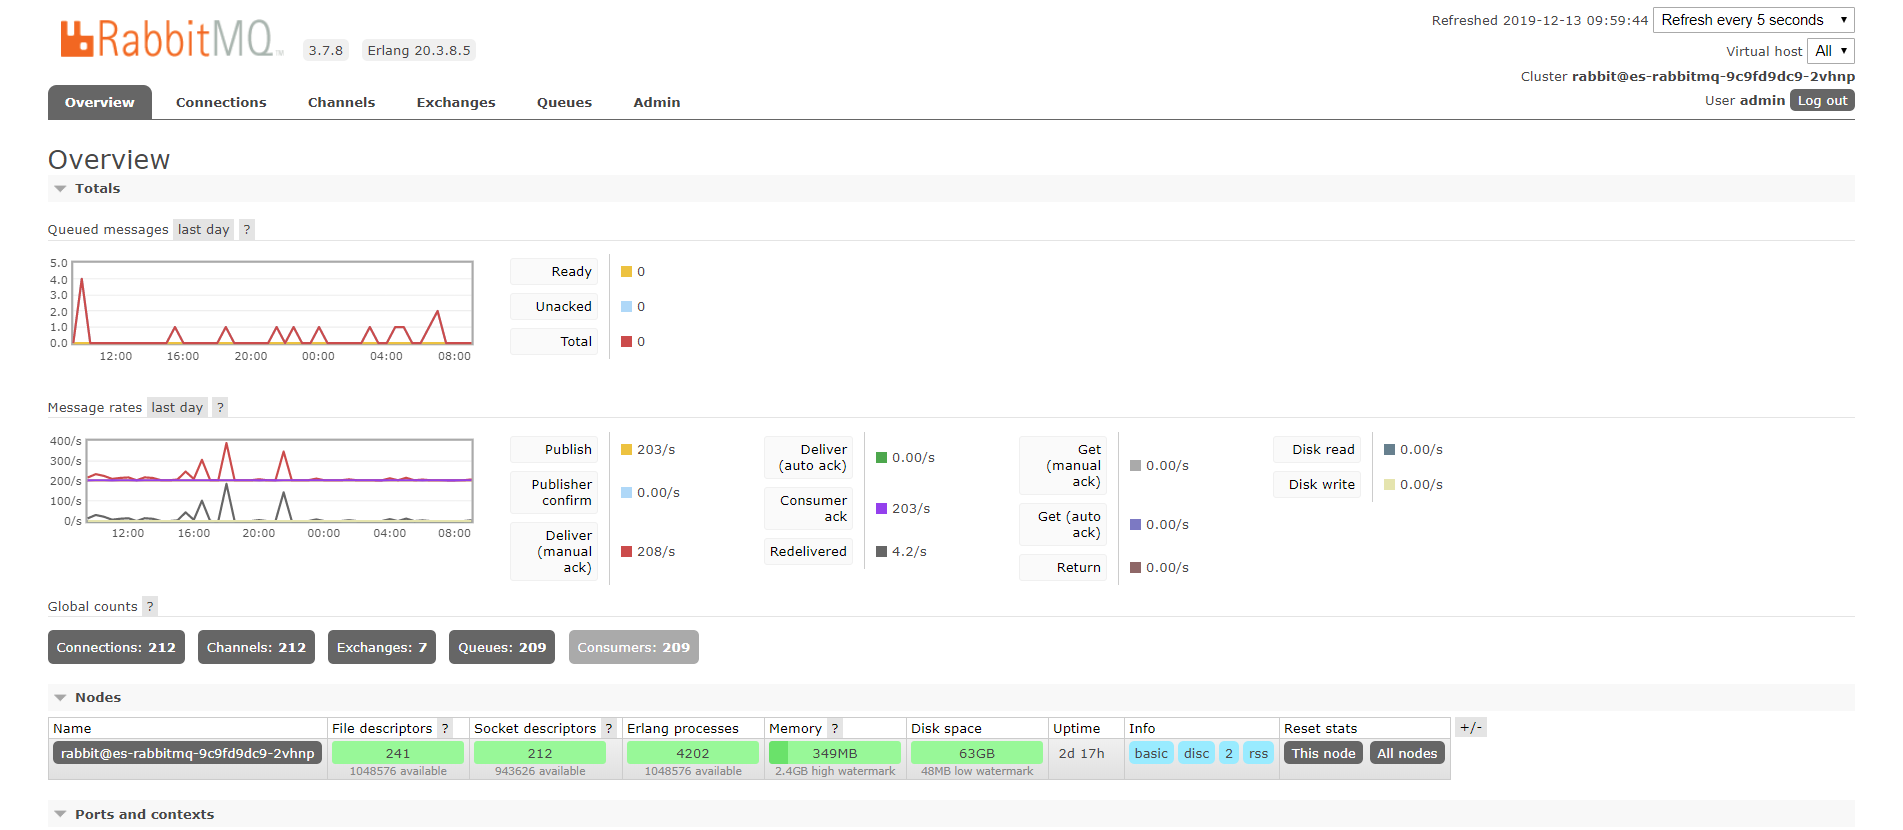 RabbitMQ TM 3.7.8 Erlang 20.3.8.5
Refreshed 2019-12-13 09:59:44 Refresh every 5 seconds
Virtual host All
Cluster rabbit@es-rabbitmq-9c9fd9dc9-2vhnp
User admin Log out
Overview Connections Channels Exchanges Queues Admin
Overview
Totals
Queued messages last day ?
5.0
4.0
3.0
2.0
1.0
0.0
12:00 16:00 20:00 00:00 04:00 08:00
Ready 0
Unacked 0
Total 0
Message rates last day ?
400/s
300/s
200/s
100/s
0/s
12:00 16:00 20:00 00:00 04:00 08:00
Publish 203/s
Publisher
confirm 0.00/s
Deliver
(manual
ack) 208/s
Deliver
(auto ack) 0.00/s
Consumer
ack 203/s
Redelivered 4.2/s
Get
(manual
ack) 0.00/s
Get (auto
ack) 0.00/s
Return 0.00/s
Disk read 0.00/s
Disk write 0.00/s
Global counts ?
Connections: 212 Channels: 212 Exchanges: 7 Queues: 209 Consumers: 209
Nodes
Name File descriptors ? Socket descriptors ? Erlang processes Memory ? Disk space Uptime Info Reset stats +/-
rabbit@es-rabbitmq-9c9fd9dc9-2vhnp 241 212 4202 349MB 63GB 2d 17h basic disc 2 rss This node All nodes
1048576 available 943626 available 1048576 available 2.4GB high watermark 48MB low watermark
Ports and contexts